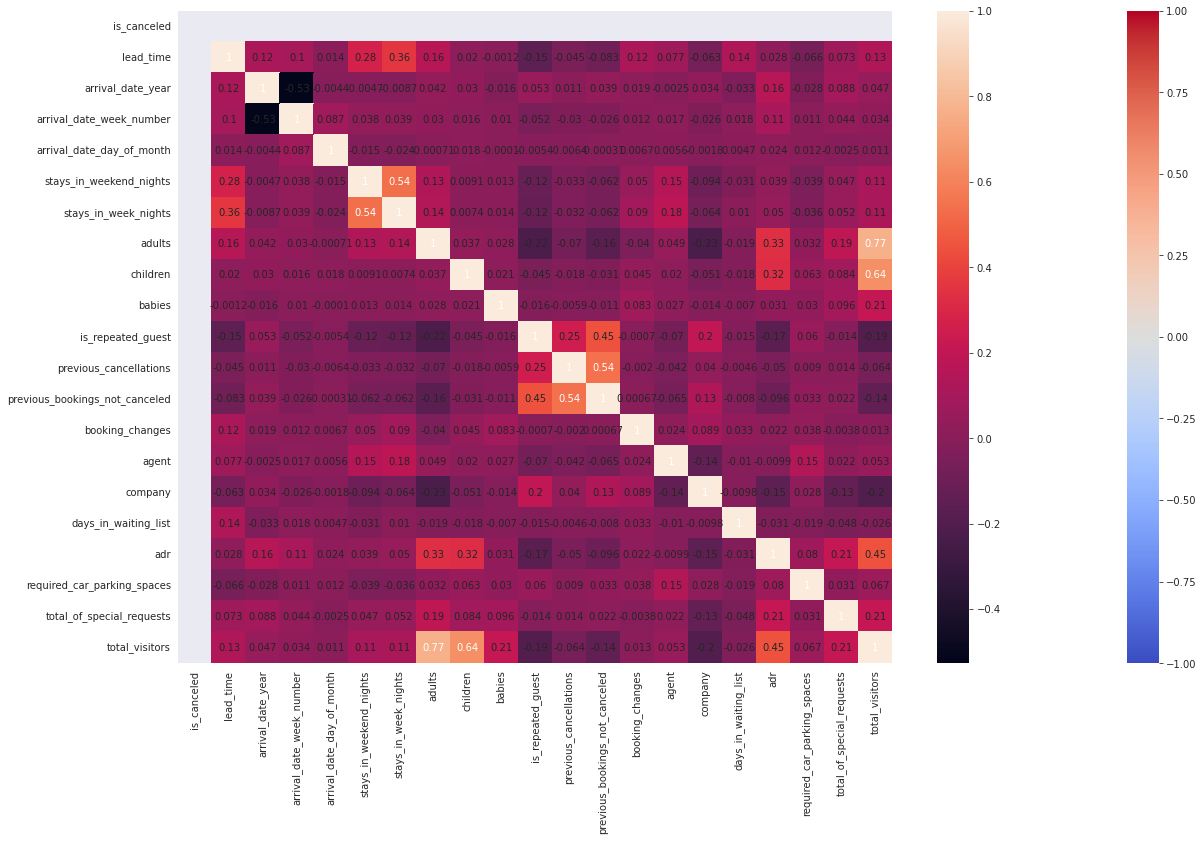 is_canceled
lead_time 1 0.12 0.1 0.014 0.28 0.36 0.16 0.02 -0.0012 -0.15 -0.045 -0.083 0.12 0.077 -0.063 0.14 0.028 -0.066 0.073 0.13
arrival_date_year 0.12 1 -0.53 -0.0044 -0.0047 -0.0087 0.042 0.03 -0.016 0.053 0.011 0.039 0.019 -0.0025 0.034 -0.033 0.16 -0.028 0.088 0.047
arrival_date_week_number 0.1 -0.53 1 0.087 0.038 0.039 0.03 0.016 0.01 -0.052 -0.03 -0.026 0.012 0.017 -0.026 0.018 0.11 0.011 0.044 0.034
arrival_date_day_of_month 0.014 -0.0044 0.087 1 -0.015 -0.024 -0.00071 0.018 -0.0001 -0.0054 -0.0064 -0.00031 0.0067 0.0056 -0.0018 0.0047 0.024 0.012 -0.0025 0.011
stays_in_weekend_nights 0.28 -0.0047 0.038 -0.015 1 0.54 0.13 0.0091 0.013 -0.12 -0.033 -0.062 0.05 0.15 -0.094 -0.031 0.039 -0.039 0.047 0.11
stays_in_week_nights 0.36 -0.0087 0.039 -0.024 0.54 1 0.14 0.0074 0.014 -0.12 -0.032 -0.062 0.09 0.18 -0.064 0.01 0.05 -0.036 0.052 0.11
adults 0.16 0.042 0.03 -0.00071 0.13 0.14 1 0.037 0.028 -0.22 -0.07 -0.16 -0.04 0.049 -0.23 -0.019 0.33 0.032 0.19 0.77
children 0.02 0.03 0.016 0.018 0.0091 0.0074 0.037 1 0.021 -0.045 -0.018 -0.031 0.045 0.02 -0.051 -0.018 0.32 0.063 0.084 0.64
babies -0.0012 -0.016 0.01 -0.0001 0.013 0.014 0.028 0.021 1 -0.016 -0.0059 -0.011 0.083 0.027 -0.014 -0.007 0.031 0.03 0.096 0.21
is_repeated_guest -0.15 0.053 -0.052 -0.0054 -0.12 -0.12 -0.22 -0.045 -0.016 1 0.25 0.45 -0.0007 -0.07 0.2 -0.015 -0.17 0.06 -0.014 -0.19
previous_cancellations -0.045 0.011 -0.03 -0.0064 -0.033 -0.032 -0.07 -0.018 -0.0059 0.25 1 0.54 -0.002 -0.042 0.04 -0.0046 -0.05 0.009 0.014 -0.064
previous_bookings_not_canceled -0.083 0.039 -0.026 -0.00031 -0.062 -0.062 -0.16 -0.031 -0.011 0.45 0.54 1 0.00067 -0.065 0.13 -0.008 -0.096 0.033 0.022 -0.14
booking_changes 0.12 0.019 0.012 0.0067 0.05 0.09 -0.04 0.045 0.083 -0.0007 -0.002 0.00067 1 0.024 0.089 0.033 0.022 0.038 -0.0038 0.013
agent 0.077 -0.0025 0.017 0.0056 0.15 0.18 0.049 0.02 0.027 -0.07 -0.042 -0.065 0.024 1 -0.14 -0.01 -0.0099 0.15 0.022 0.053
company -0.063 0.034 -0.026 -0.0018 -0.094 -0.064 -0.23 -0.051 -0.014 0.2 0.04 0.13 0.089 -0.14 1 -0.0098 -0.15 0.028 -0.13 -0.2
days_in_waiting_list 0.14 -0.033 0.018 0.0047 -0.031 0.01 -0.019 -0.018 -0.007 -0.015 -0.0046 -0.008 0.033 -0.01 -0.0098 1 -0.031 -0.019 -0.048 -0.026
adr 0.028 0.16 0.11 0.024 0.039 0.05 0.33 0.32 0.031 -0.17 -0.05 -0.096 0.022 -0.0099 -0.15 -0.031 1 0.08 0.21 0.45
required_car_parking_spaces -0.066 -0.028 0.011 0.012 -0.039 -0.036 0.032 0.063 0.03 0.06 0.009 0.033 0.038 0.15 0.028 -0.019 0.08 1 0.031 0.067
total_of_special_requests 0.073 0.088 0.044 -0.0025 0.047 0.052 0.19 0.084 0.096 -0.014 0.014 0.022 -0.0038 0.022 -0.13 -0.048 0.21 0.031 1 0.21
total_visitors 0.13 0.047 0.034 0.011 0.11 0.11 0.77 0.64 0.21 -0.19 -0.064 -0.14 0.013 0.053 -0.2 -0.026 0.45 0.067 0.21 1
is_canceled
lead_time
arrival_date_year
arrival_date_week_number
arrival_date_day_of_month
stays_in_weekend_nights
stays_in_week_nights
adults
children
babies
is_repeated_guest
previous_cancellations
previous_bookings_not_canceled
booking_changes
agent
company
days_in_waiting_list
adr
required_car_parking_spaces
total_of_special_requests
total_visitors
1.0
0.8
0.6
0.4
0.2
0.0
−0.2
−0.4
1.00
0.75
0.50
0.25
0.00
−0.25
−0.50
−0.75
−1.00